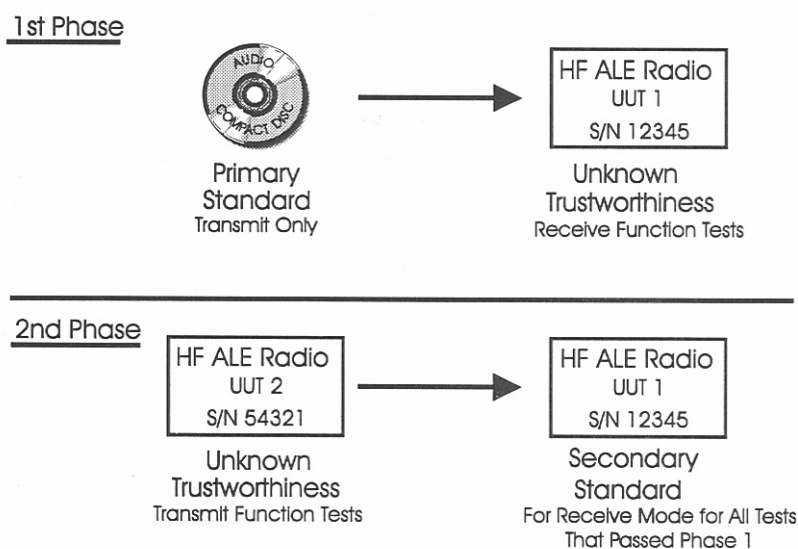 1st Phase
AUDIO
COMPACT DISC
HF ALE Radio
UUT 1
S/N 12345
Primary
Standard
Transmit Only
Unknown
Trustworthiness
Receive Function Tests
2nd Phase
HF ALE Radio
UUT 2
S/N 54321
HF ALE Radio
UUT 1
S/N 12345
Unknown
Trustworthiness
Transmit Function Tests
Secondary
Standard
For Receive Mode for All Tests
That Passed Phase 1